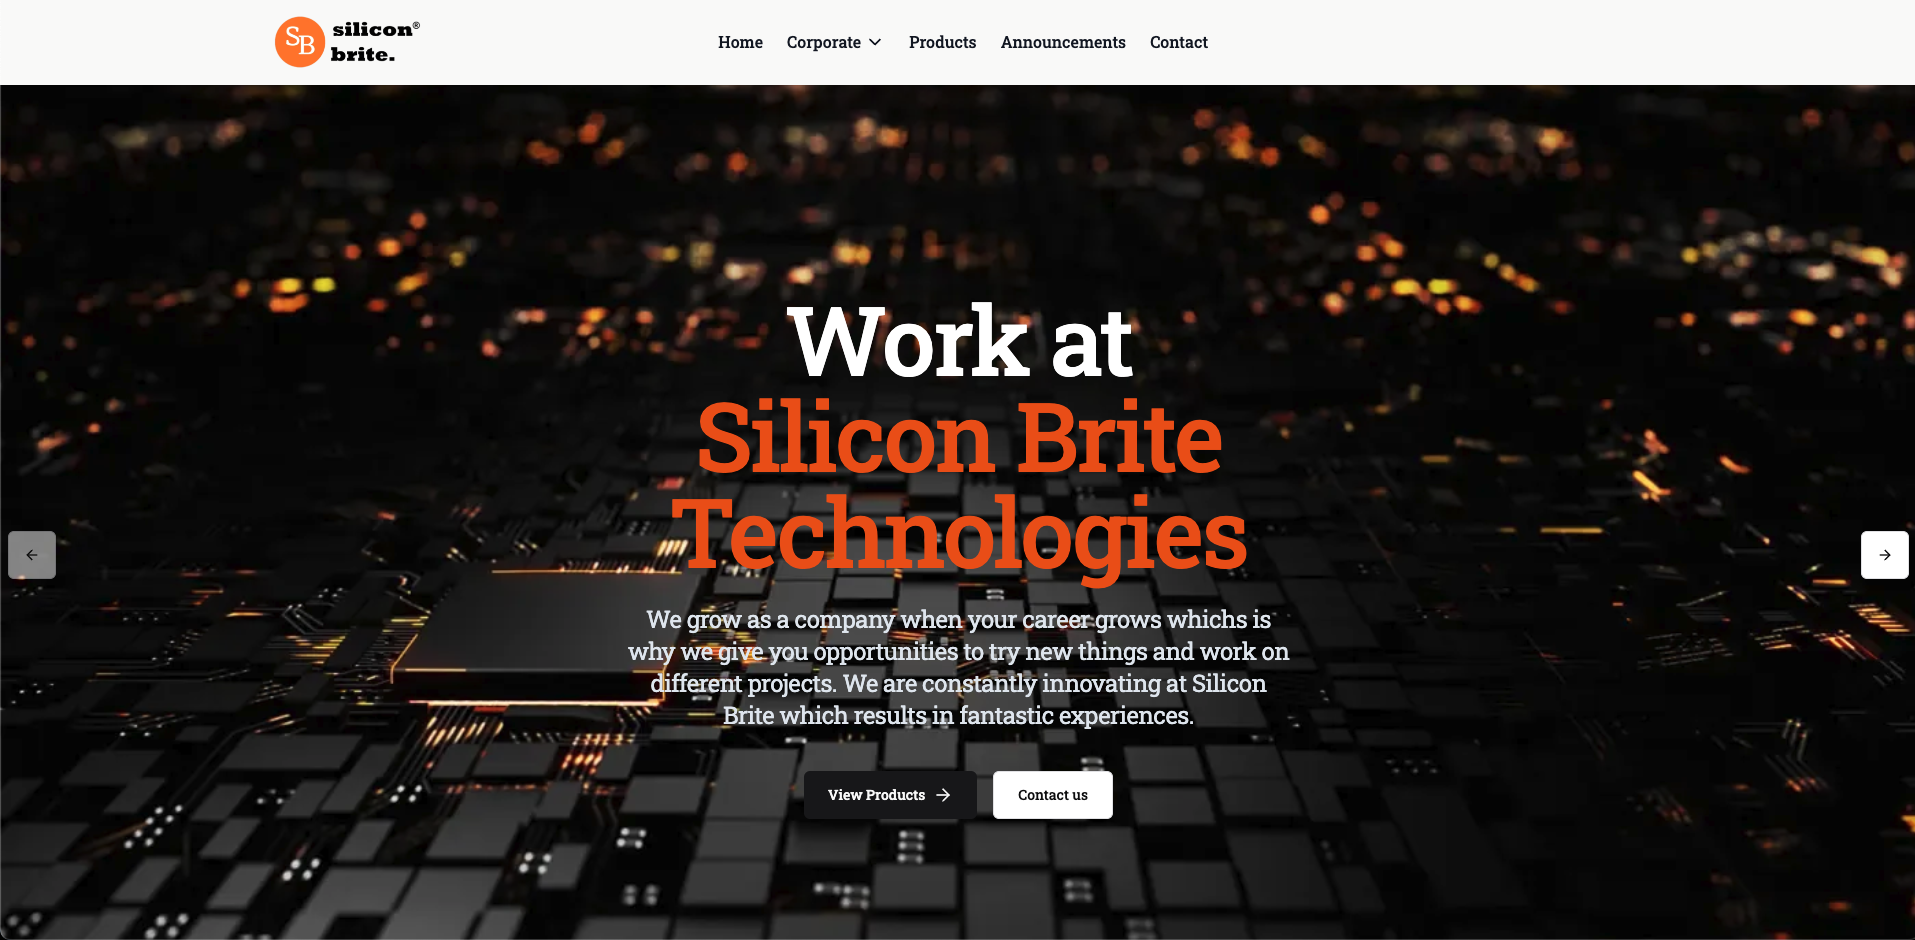 SB
silicon®
brite.
Home Corporate Products Announcements Contact
Work at
Silicon Brite
Technologies
We grow as a company when your career grows whichs is
why we give you opportunities to try new things and work on
different projects. We are constantly innovating at Silicon
Brite which results in fantastic experiences.
View Products Contact us